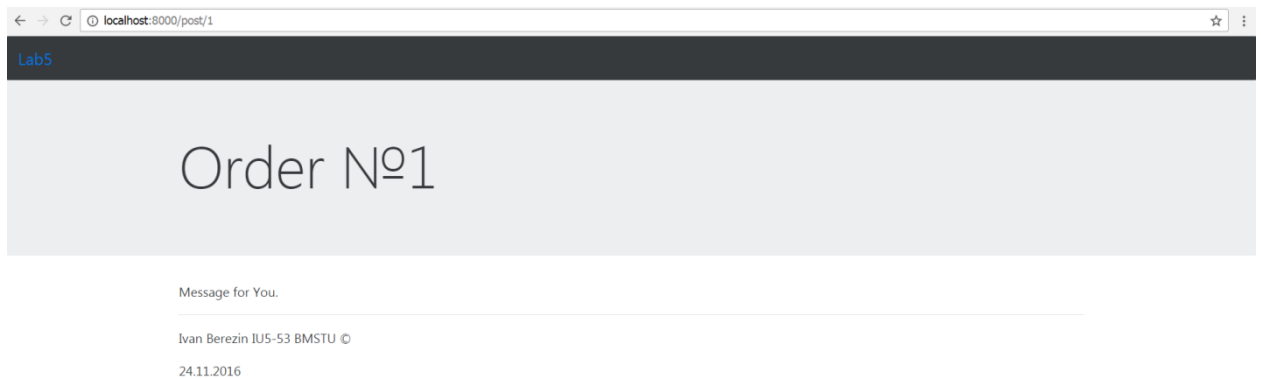 localhost:8000/post/1
Lab5
Order №1
Message for You.
Ivan Berezin IU5-53 BMSTU ©
24.11.2016